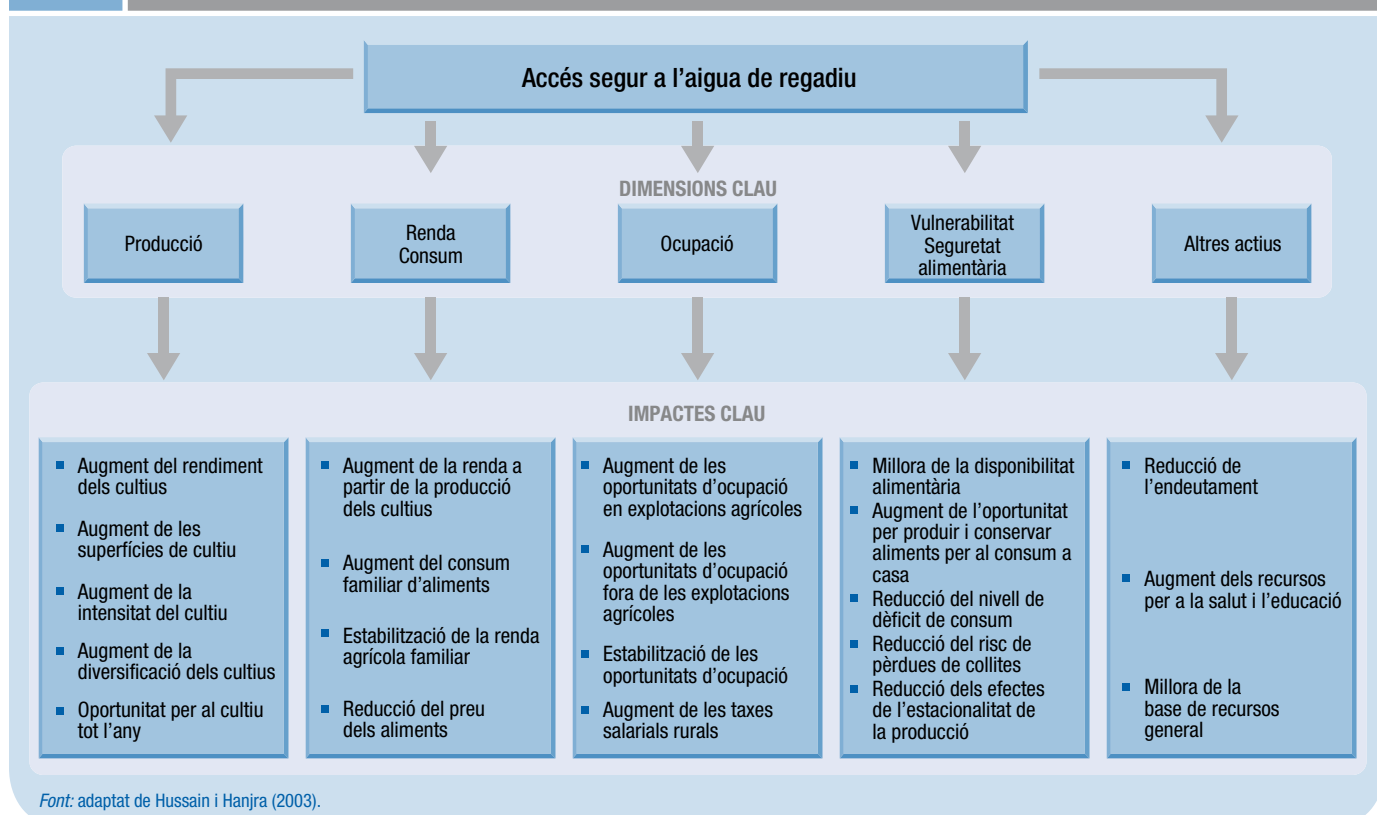 Accés segur a l’aigua de regadiu
DIMENSIONS CLAU
Producció
Renda
Consum
Ocupació
Vulnerabilitat
Seguretat
alimentària
Altres actius
IMPACTES CLAU
Augment del rendiment
dels cultius
Augment de les
superfícies de cultiu
Augment de la
intensitat del cultiu
Augment de la
diversificació dels cultius
Oportunitat per al cultiu
tot l’any
Augment de la renda a
partir de la producció
dels cultius
Augment del consum
familiar d’aliments
Estabilització de la renda
agrícola familiar
Reducció del preu
dels aliments
Augment de les
oportunitats d’ocupació
en explotacions agrícoles
Augment de les
oportunitats d’ocupació
fora de les explotacions
agrícoles
Estabilització de les
oportunitats d’ocupació
Augment de les taxes
salarials rurals
Millora de la disponibilitat
alimentària
Augment de l’oportunitat
per produir i conservar
aliments per al consum a
casa
Reducció del nivell de
dèficit de consum
Reducció del risc de
pèrdues de collites
Reducció dels efectes
de l’estacionalitat de
la producció
Reducció de
l’endeutament
Augment dels recursos
per a la salut i l’educació
Millora de la
base de recursos
general
Font: adaptat de Hussain i Hanjra (2003).